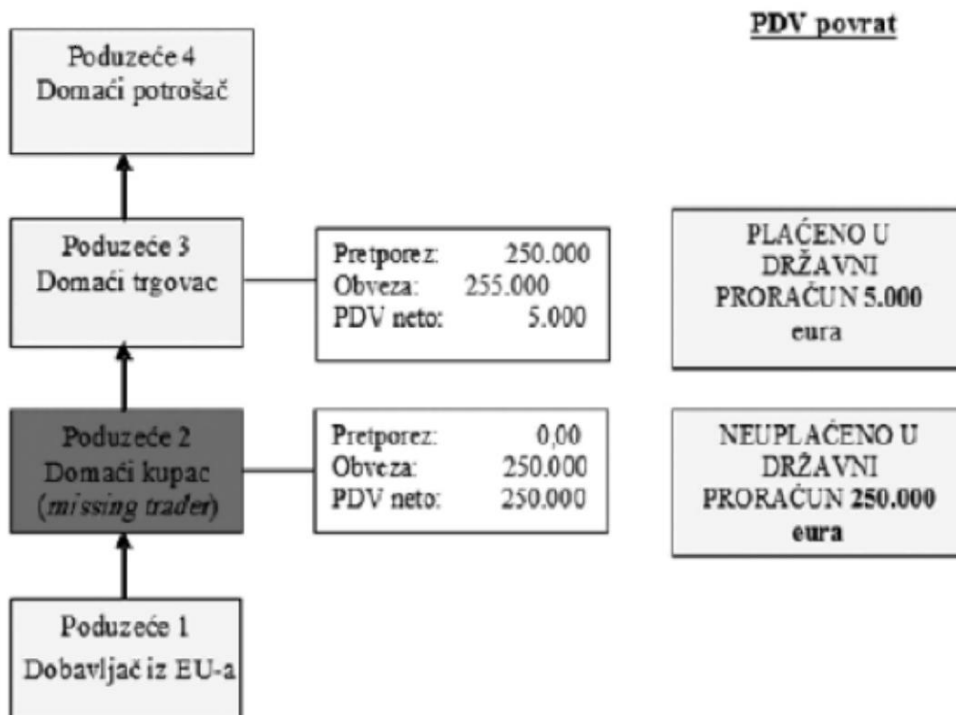 PDV povrat
Poduzeće 4
Domaći potrošač
Poduzeće 3
Domaći trgovac
Pretporez: 250.000
Obveza: 255.000
PDV neto: 5.000
PLAĆENO U
DRŽAVNI
PRORAČUN 5.000
eura
Poduzeće 2
Domaći kupac
(missing trader)
Pretporez: 0,00
Obveza: 250.000
PDV neto: 250.000
NEUPLAĆENO U
DRŽAVNI
PRORAČUN 250.000
eura
Poduzeće 1
Dobavljač iz EU-a